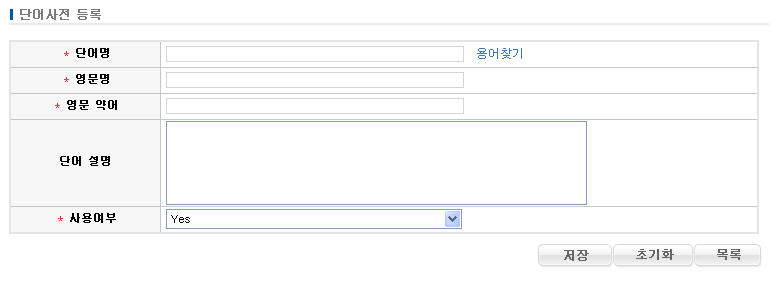 단어사전 등록
* 단어명 용어찾기
* 영문명
* 영문 약어
단어 설명
* 사용여부 Yes
저장 초기화 목록